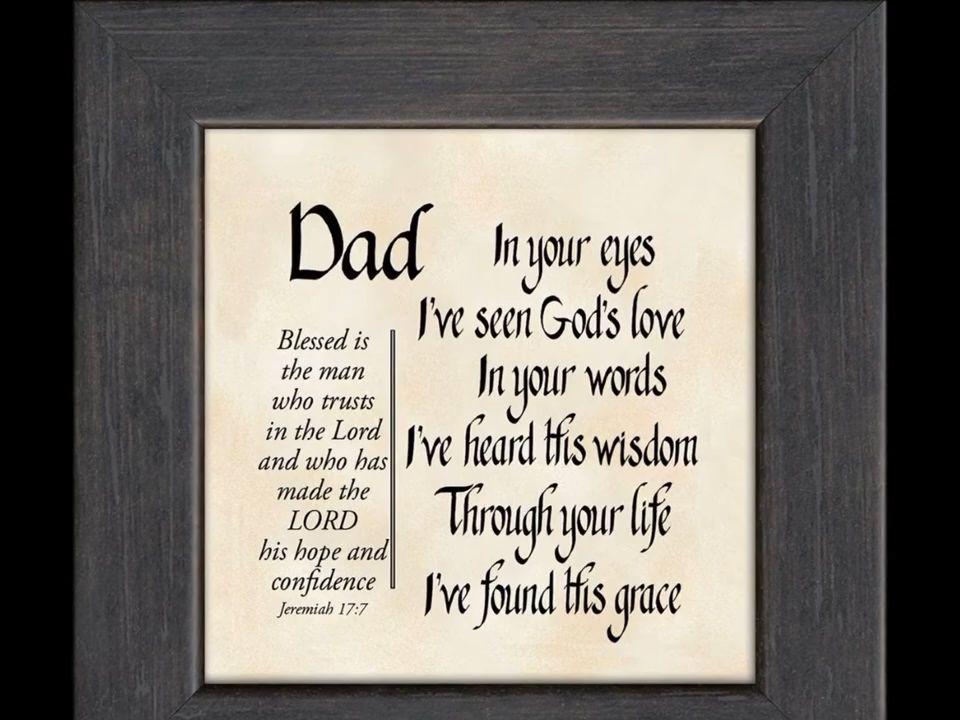 Dad
Blessed is
the man
who trusts
in the Lord
and who has
made the
LORD
his hope and
confidence
Jeremiah 17:7
In your eyes
I've seen God's love
In your words
I've heard His wisdom
Through your life
I've found His grace